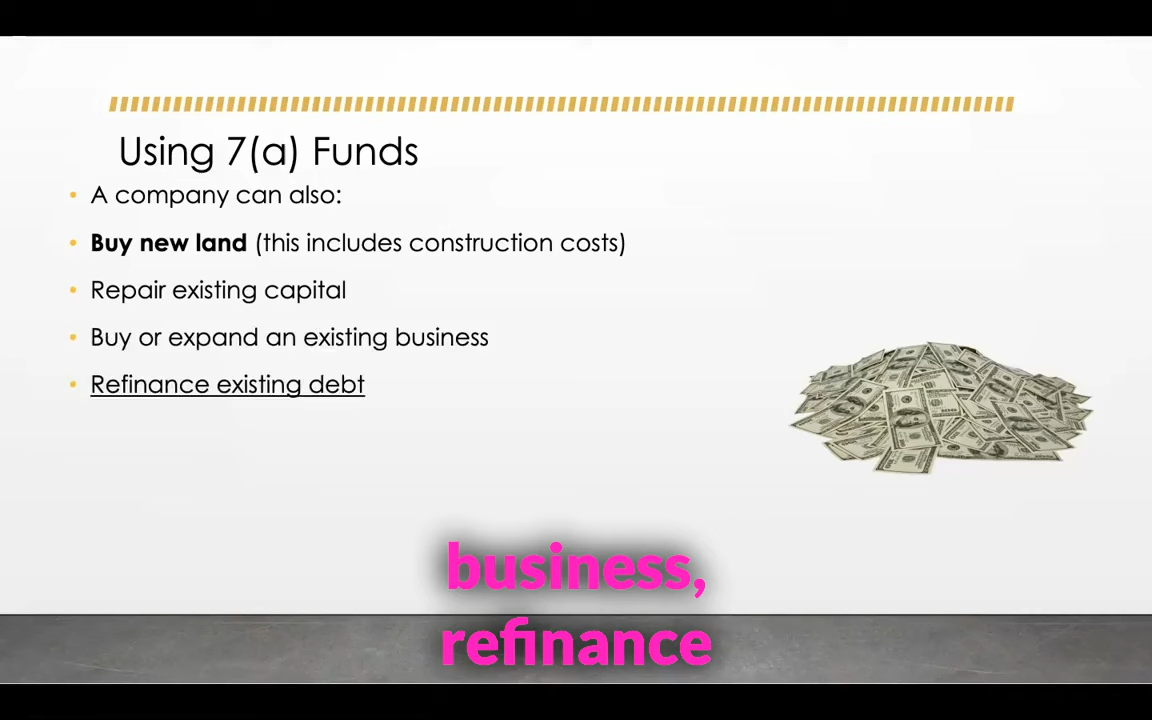 Using 7(a) Funds
• A company can also:
• Buy new land (this includes construction costs)
• Repair existing capital
• Buy or expand an existing business
• Refinance existing debt
business,
refinance